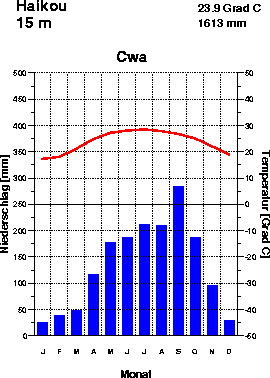 Haikou
23.9 Grad C
15 m
1613 mm
Cwa
500
450
400
350
300
250
200
150
100
50
0
50
40
30
20
10
0
-10
-20
-30
-40
-50
Niederschlag [mm]
Temperatur [Grad C]
J F M A M J J A S O N D
Monat